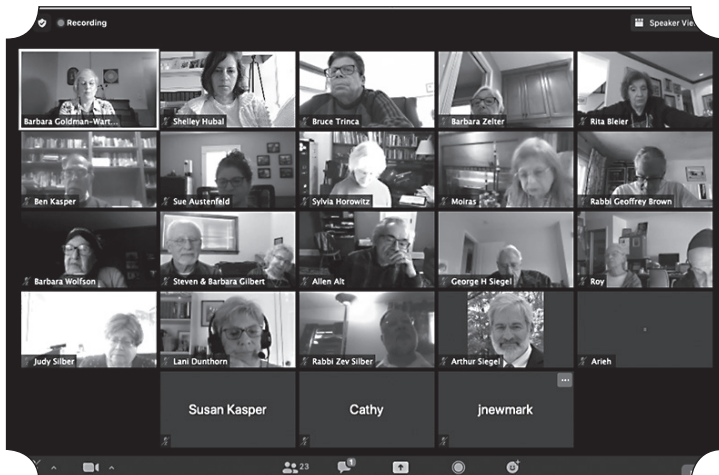 Recording
Speaker Vie
Barbara Goldman-Wart...
Shelley Hubal
Bruce Trinca
Barbara Zelter
Rita Bleier
Ben Kasper
Sue Austenfeld
Sylvia Horowitz
Moiras
Rabbi Geoffrey Brown
Barbara Wolfson
Steven & Barbara Gilbert
Allen Alt
George H Siegel
Roy
Judy Silber
Lani Dunthorn
Rabbi Zev Silber
Arthur Siegel
Arieh
Susan Kasper
Cathy
jnewmark
23
1